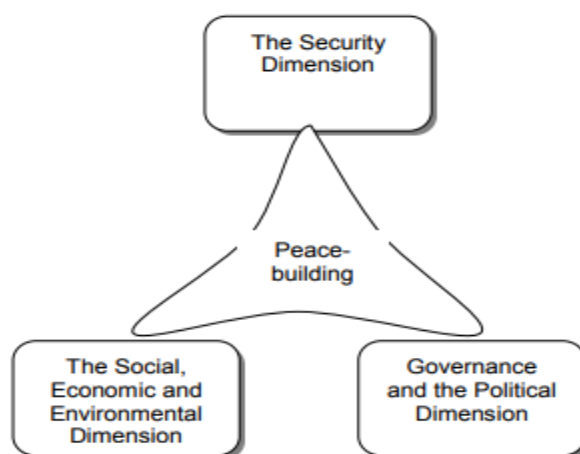 The Security
Dimension
Peace-
building
The Social,
Economic and
Environmental
Dimension
Governance
and the Political
Dimension